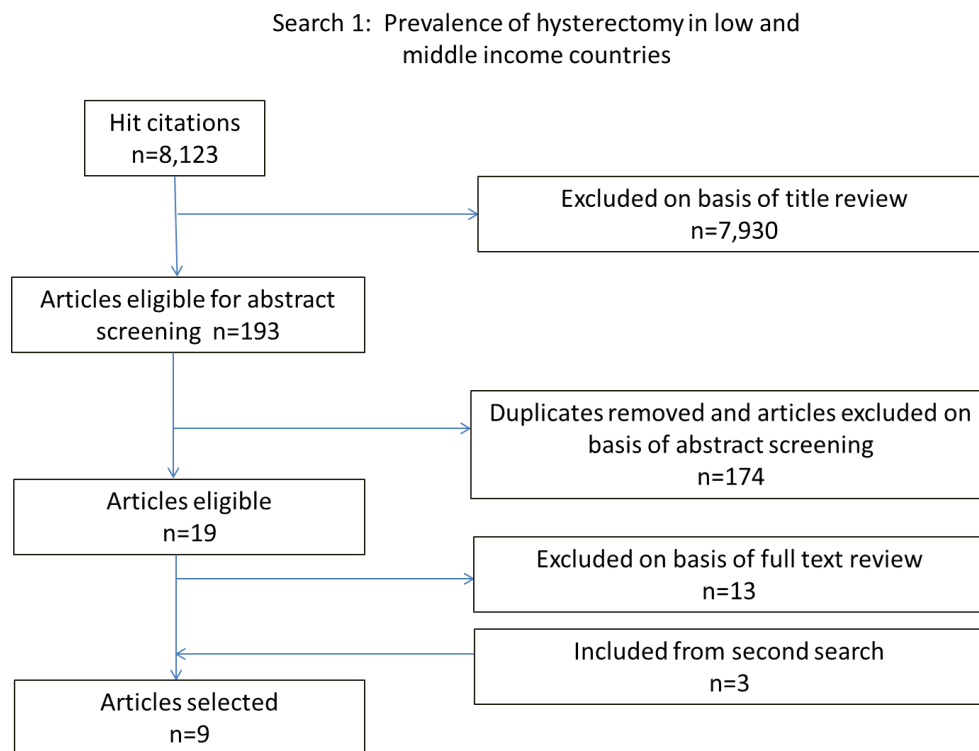 Search 1: Prevalence of hysterectomy in low and
middle income countries
Hit citations
n=8,123
Excluded on basis of title review
n=7,930
Articles eligible for abstract
screening n=193
Duplicates removed and articles excluded on
basis of abstract screening
n=174
Articles eligible
n=19
Excluded on basis of full text review
n=13
Included from second search
n=3
Articles selected
n=9